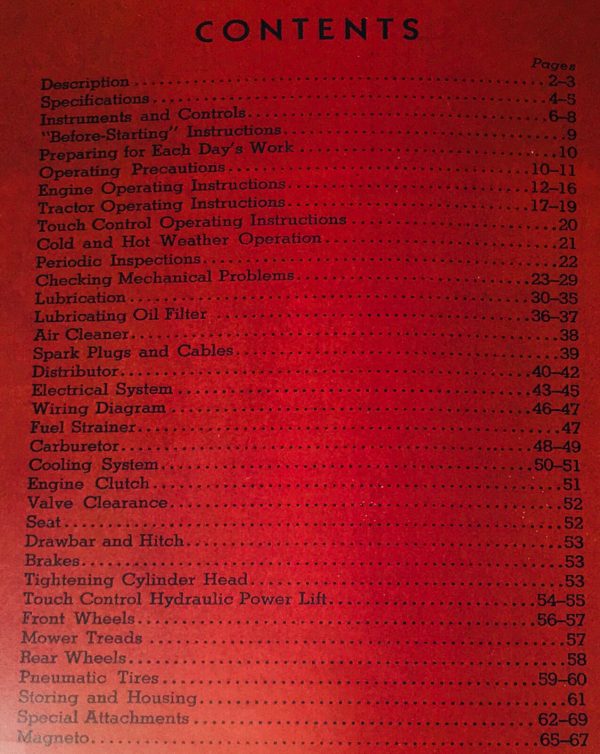 CONTENTS
Pages
Description 2–3
Specifications 4–5
Instruments and Controls 6–8
"Before-Starting" Instructions 9
Preparing for Each Day's Work 10
Operating Precautions 10–11
Engine Operating Instructions 12–16
Tractor Operating Instructions 17–19
Touch Control Operating Instructions 20
Cold and Hot Weather Operation 21
Periodic Inspections 22
Checking Mechanical Problems 23–29
Lubrication 30–35
Lubricating Oil Filter 36–37
Air Cleaner 38
Spark Plugs and Cables 39
Distributor 40–42
Electrical System 43–45
Wiring Diagram 46–47
Fuel Strainer 47
Carburetor 48–49
Cooling System 50–51
Engine Clutch 51
Valve Clearance 52
Seat 52
Drawbar and Hitch 53
Brakes 53
Tightening Cylinder Head 53
Touch Control Hydraulic Power Lift 54–55
Front Wheels 56–57
Mower Treads 57
Rear Wheels 58
Pneumatic Tires 59–60
Storing and Housing 61
Special Attachments 62–69
Magneto 65–67